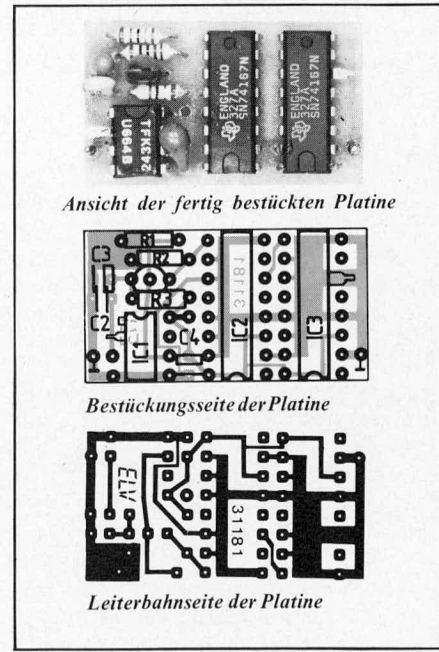 TFK 243
U664B
ENGLAND
327A
SN74167N
ENGLAND
327A
SN74167N
Ansicht der fertig bestückten Platine
R1
C3
R2
R3
C2
C4
IC1
31181
IC2
IC3
Bestückungsseite der Platine
ELV
31181
Leiterbahnseite der Platine